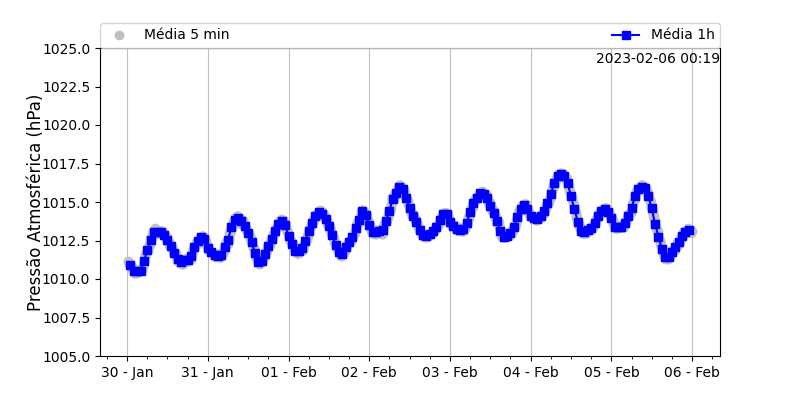 Média 5 min
Média 1h
2023-02-06 00:19
Pressão Atmosférica (hPa)
1025.0
1022.5
1020.0
1017.5
1015.0
1012.5
1010.0
1007.5
1005.0
30 - Jan
31 - Jan
01 - Feb
02 - Feb
03 - Feb
04 - Feb
05 - Feb
06 - Feb